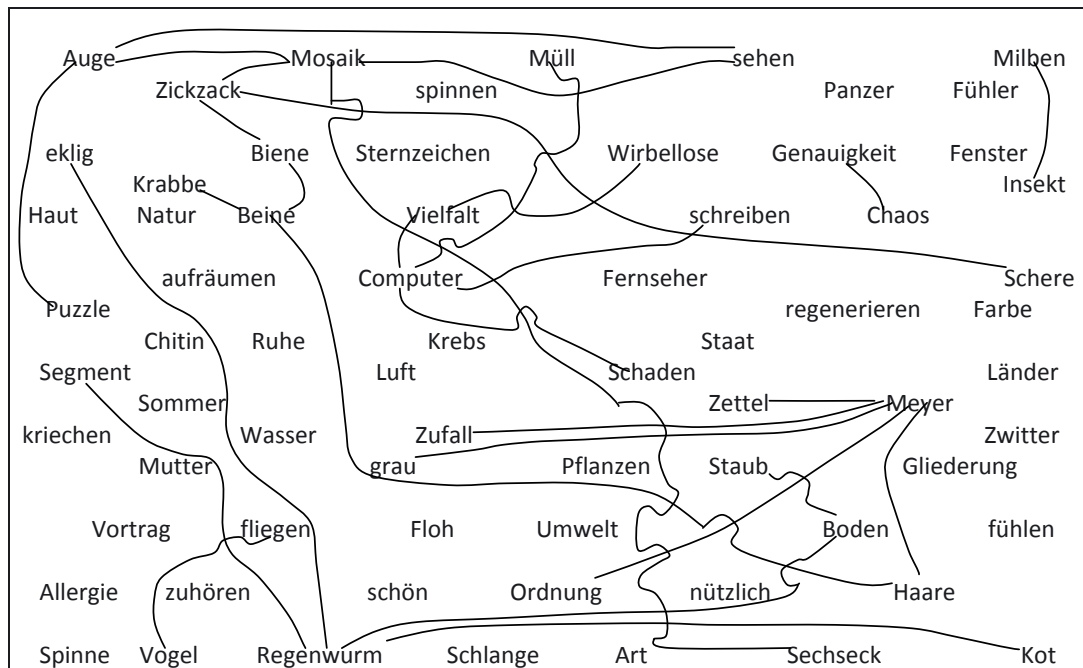 Auge Mosaik Müll sehen Milben
Zickzack spinnen Panzer Fühler
eklig Biene Sternzeichen Wirbellose Genauigkeit Fenster
Krabbe Insekt
Haut Natur Beine Vielfalt schreiben Chaos
aufräumen Computer Fernseher Schere
Puzzle regenerieren Farbe
Chitin Ruhe Krebs Staat
Segment Luft Schaden Länder
Sommer Zettel Meyer
kriechen Wasser Zufall Zwitter
Mutter grau Pflanzen Staub Gliederung
Vortrag fliegen Floh Umwelt Boden fühlen
Allergie zuhören schön Ordnung nützlich Haare
Spinne Vogel Regenwurm Schlange Art Sechseck Kot